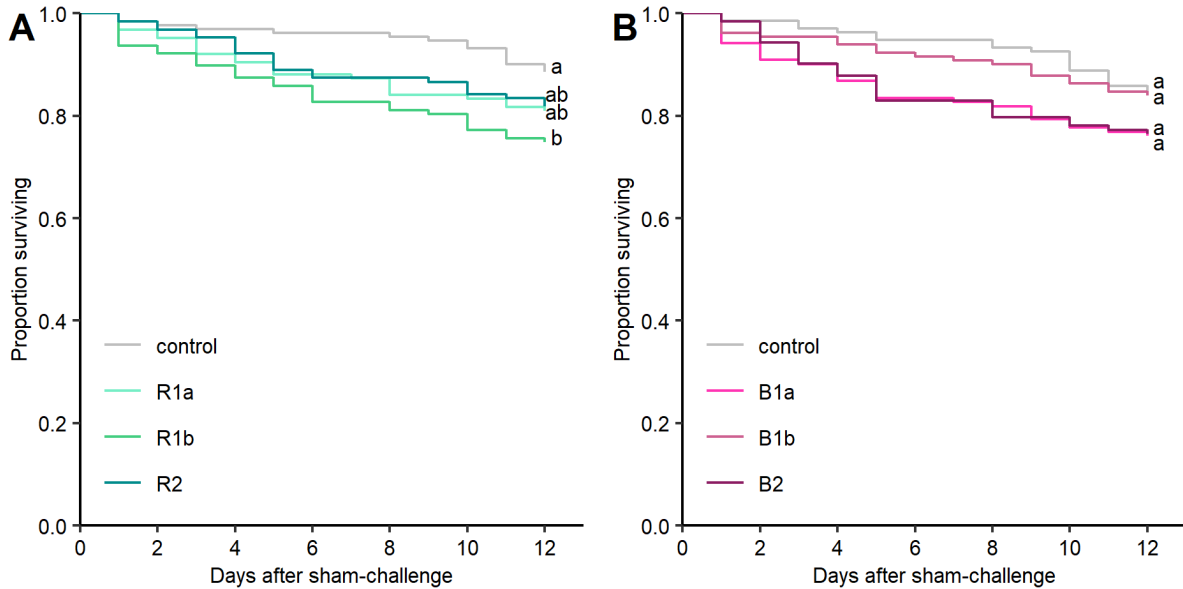 A
Proportion surviving
1.0
0.8
0.6
0.4
0.2
0.0
a
ab
ab
b
control
R1a
R1b
R2
0 2 4 6 8 10 12
Days after sham-challenge
B
Proportion surviving
1.0
0.8
0.6
0.4
0.2
0.0
a
a
a
a
control
B1a
B1b
B2
0 2 4 6 8 10 12
Days after sham-challenge